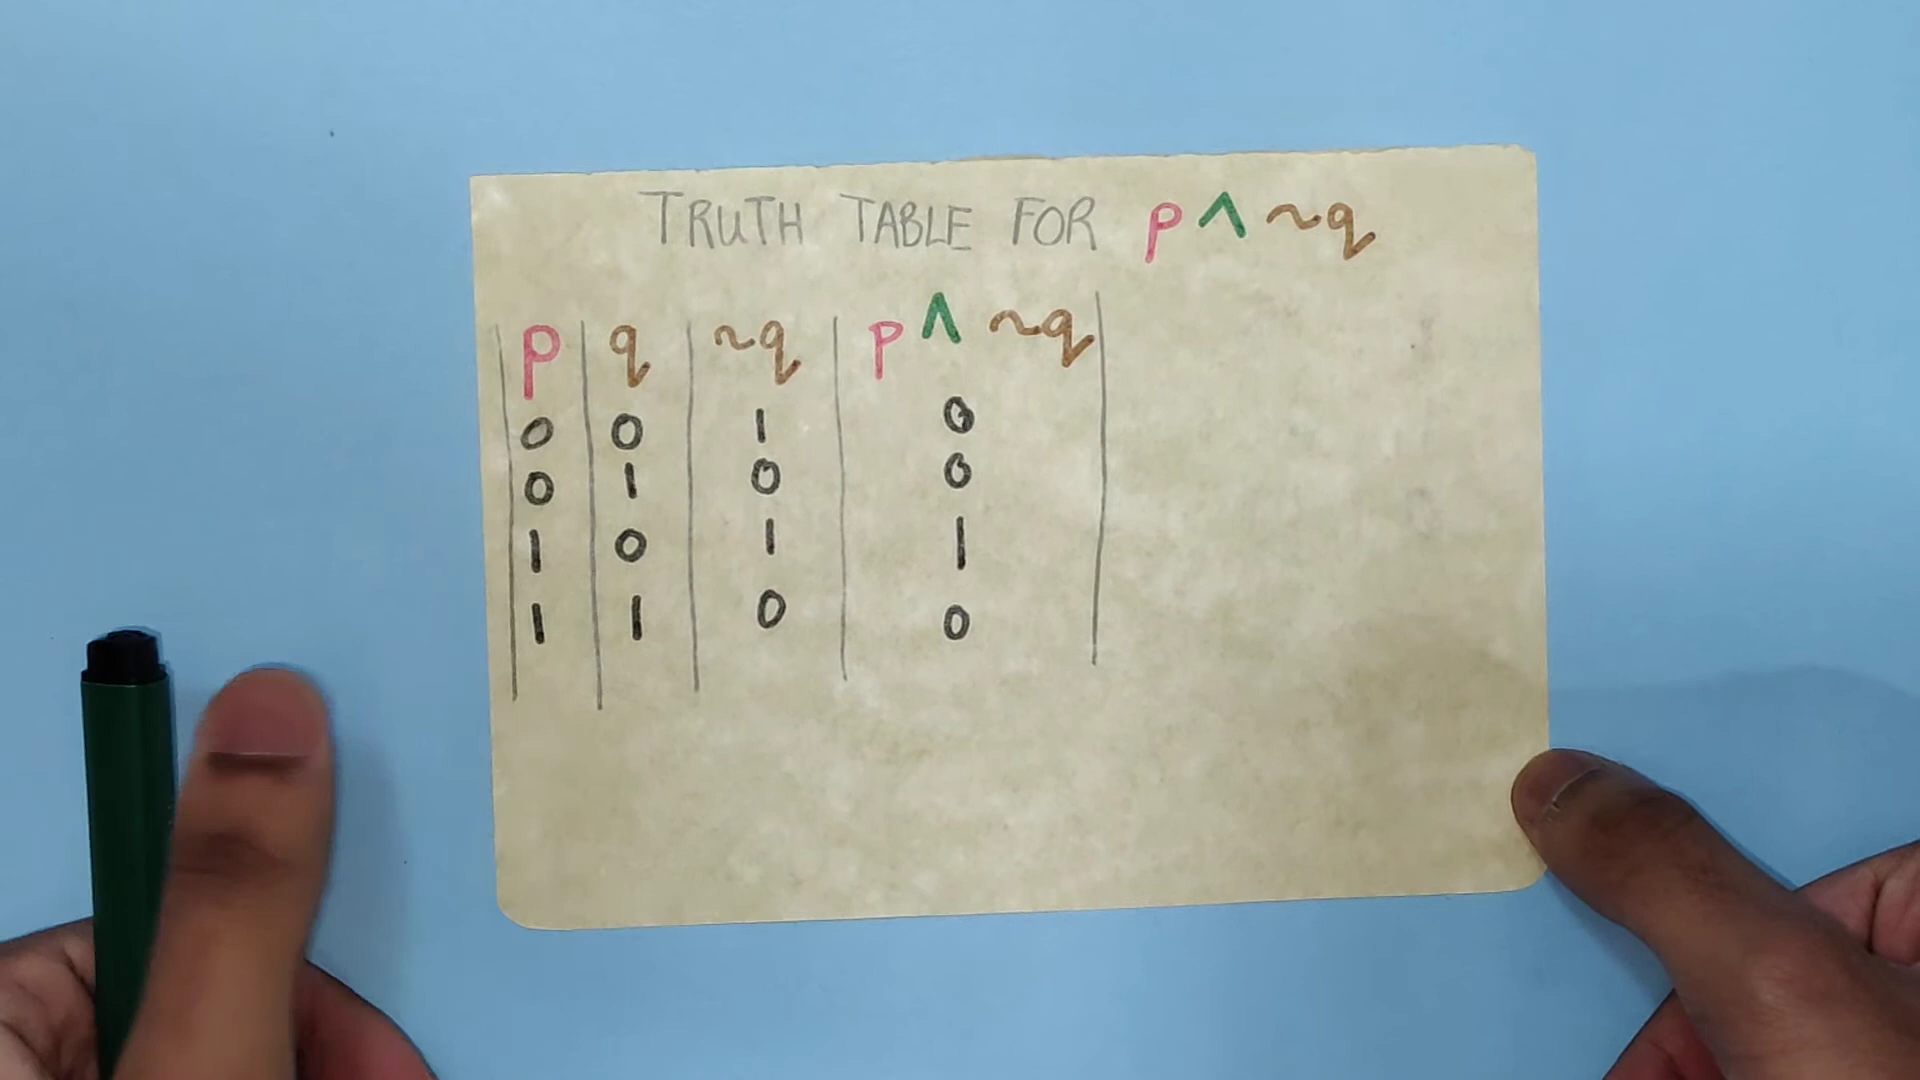 TRUTH TABLE FOR p ∧ ~q
p q ~q p ∧ ~q
0 0 1 0
0 1 0 0
1 0 1 1
1 1 0 0